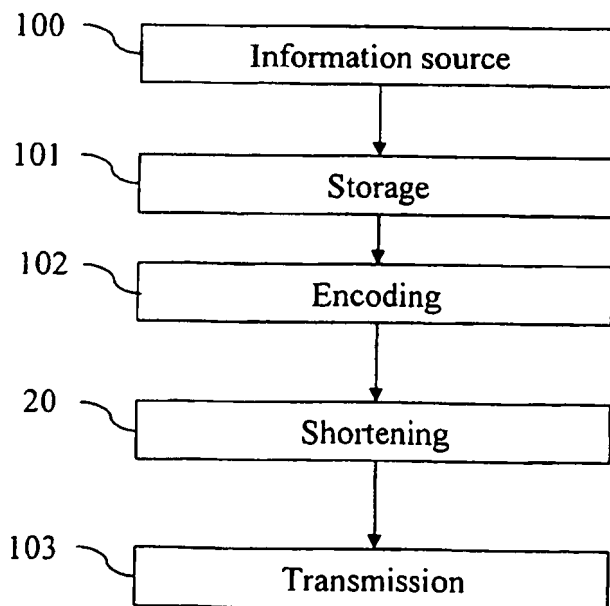 100
Information source
101
Storage
102
Encoding
20
Shortening
103
Transmission